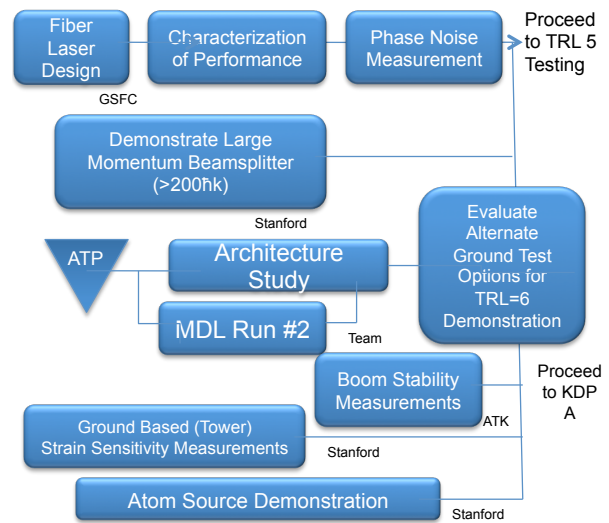 Fiber
Laser
Design
Characterization
of Performance
Phase Noise
Measurement
Proceed
to TRL 5
Testing
GSFC
Demonstrate Large
Momentum Beamsplitter
(>200ħk)
Stanford
Evaluate
Alternate
Ground Test
Options for
TRL=6
Demonstration
ATP
Architecture
Study
MDL Run #2
Team
Boom Stability
Measurements
ATK
Proceed
to KDP
A
Ground Based (Tower)
Strain Sensitivity Measurements
Stanford
Atom Source Demonstration
Stanford